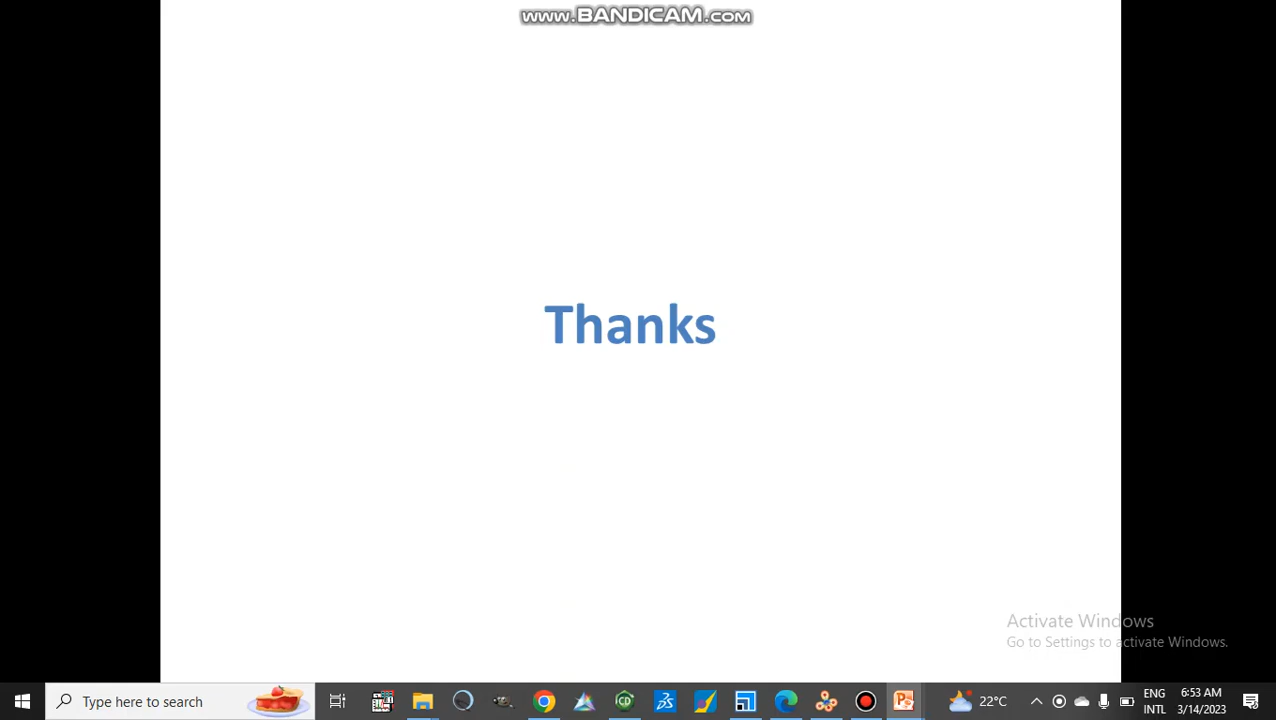 www.BANDICAM.com
Thanks
Activate Windows
Go to Settings to activate Windows.
Type here to search
22°C
ENG
INTL
6:53 AM
3/14/2023